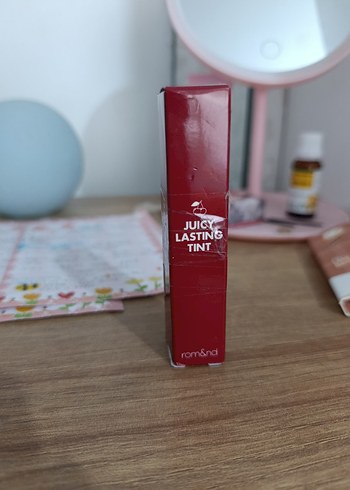 JUICY
LASTING
TINT
rom&nd